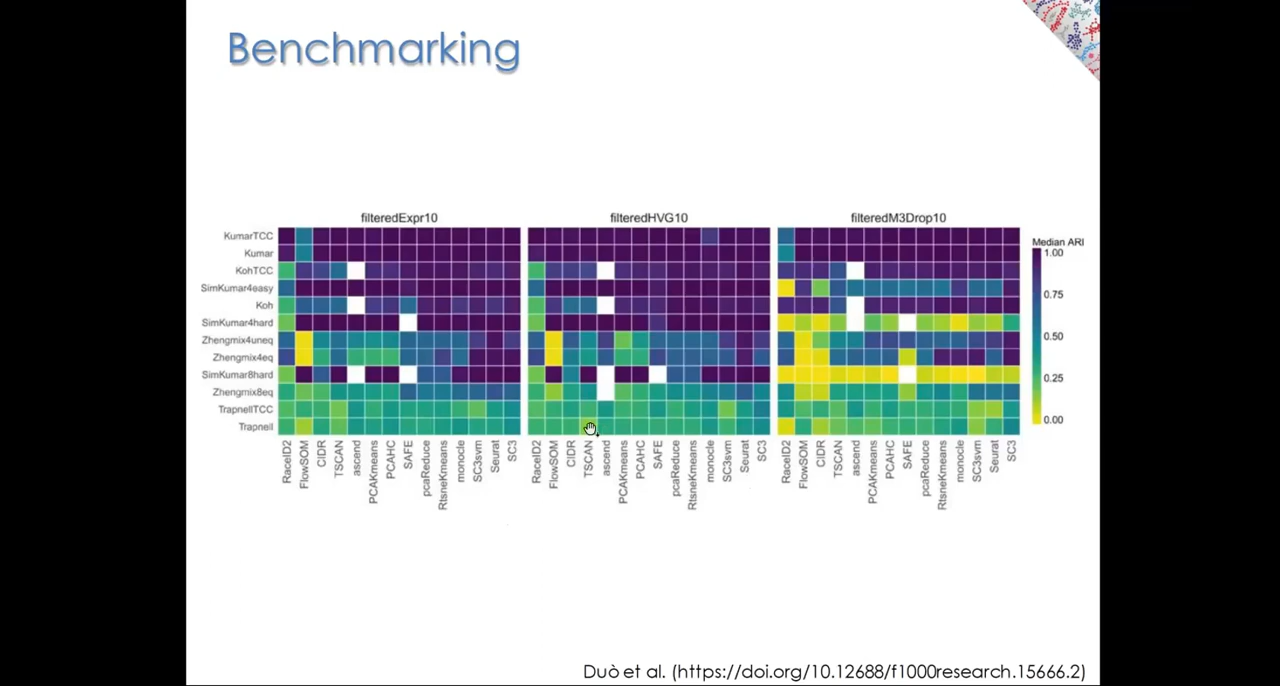 Benchmarking
filteredExpr10
filteredHVG10
filteredM3Drop10
Median ARI
1.00
0.75
0.50
0.25
0.00
KumarTCC
Kumar
KohTCC
SimKumar4easy
Koh
SimKumar4hard
Zhengmix4uneq
Zhengmix4eq
SimKumar8hard
Zhengmix8eq
TrapnellTCC
Trapnell
RaceID2
FlowSOM
CIDR
TSCAN
ascend
PCAKmeans
PCAHC
SAFE
pcaReduce
RtsneKmeans
monocle
SC3svm
Seurat
SC3
RaceID2
FlowSOM
CIDR
TSCAN
ascend
PCAKmeans
PCAHC
SAFE
pcaReduce
RtsneKmeans
monocle
SC3svm
Seurat
SC3
RaceID2
FlowSOM
CIDR
TSCAN
ascend
PCAKmeans
PCAHC
SAFE
pcaReduce
RtsneKmeans
monocle
SC3svm
Seurat
SC3
Duò et al. (https://doi.org/10.12688/f1000research.15666.2)